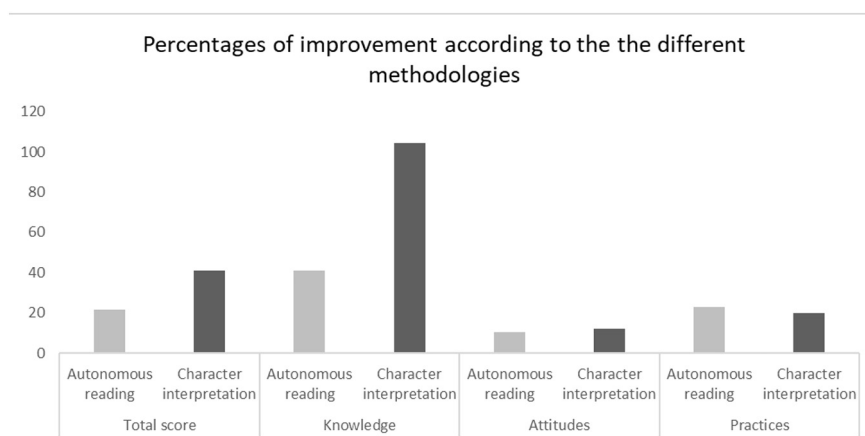 Percentages of improvement according to the the different
methodologies
120
100
80
60
40
20
0
Autonomous reading
Character interpretation
Autonomous reading
Character interpretation
Autonomous reading
Character interpretation
Autonomous reading
Character interpretation
Total score
Knowledge
Attitudes
Practices